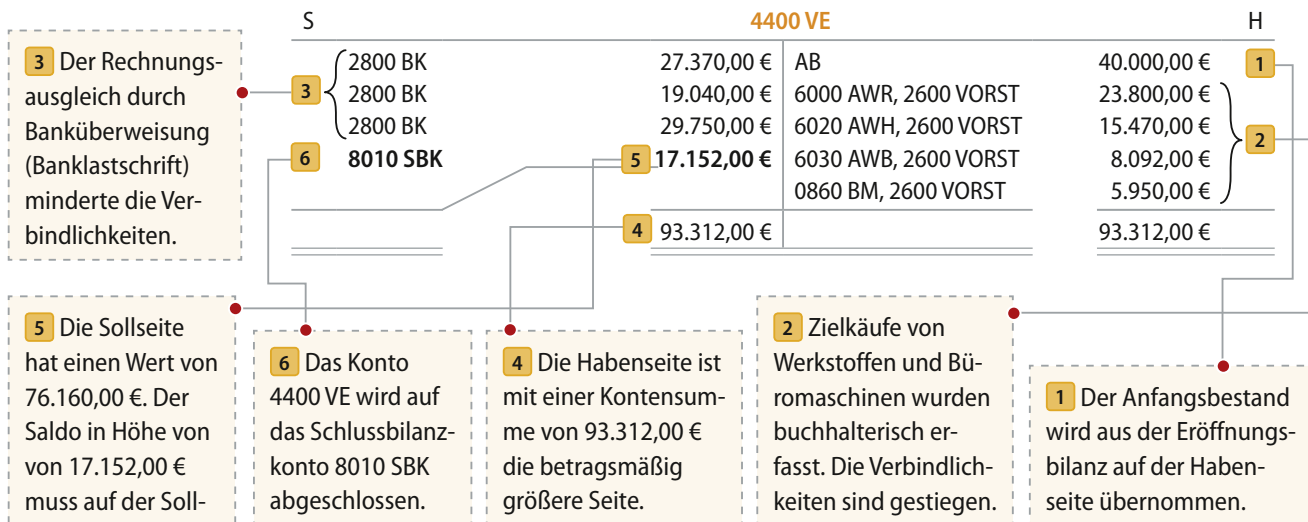 S 4400 VE H
3 2800 BK 27.370,00 € AB 40.000,00 € 1
2800 BK 19.040,00 € 6000 AWR, 2600 VORST 23.800,00 €
2800 BK 29.750,00 € 6020 AWH, 2600 VORST 15.470,00 € 2
6 8010 SBK 5 17.152,00 € 6030 AWB, 2600 VORST 8.092,00 €
0860 BM, 2600 VORST 5.950,00 €
4 93.312,00 € 93.312,00 €
3 Der Rechnungs-
ausgleich durch
Banküberweisung
(Banklastschrift)
minderte die Ver-
bindlichkeiten.
5 Die Sollseite
hat einen Wert von
76.160,00 €. Der
Saldo in Höhe von
von 17.152,00 €
muss auf der Soll-
6 Das Konto
4400 VE wird auf
das Schlussbilanz-
konto 8010 SBK
abgeschlossen.
4 Die Habenseite ist
mit einer Kontensum-
me von 93.312,00 €
die betragsmäßig
größere Seite.
2 Zielkäufe von
Werkstoffen und Bü-
romaschinen wurden
buchhalterisch er-
fasst. Die Verbindlich-
keiten sind gestiegen.
1 Der Anfangsbestand
wird aus der Eröffnungs-
bilanz auf der Haben-
seite übernommen.